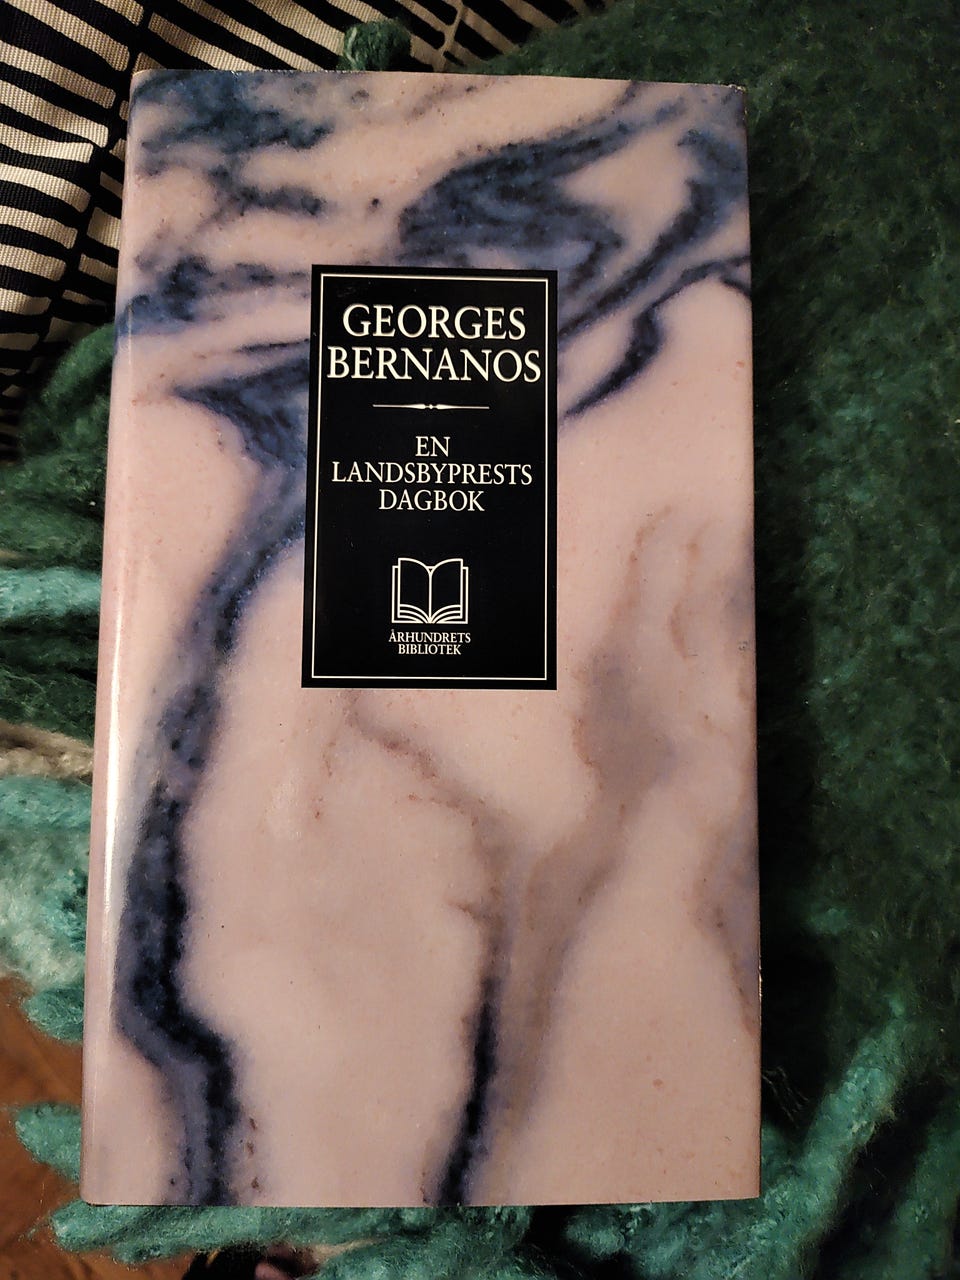 GEORGES
BERNANOS
EN
LANDSBYPRESTS
DAGBOK
ÅRHUNDRETS
BIBLIOTEK